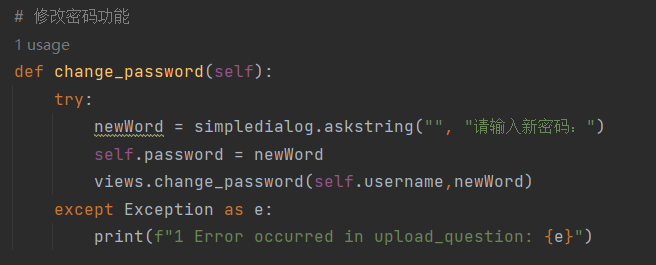 # 修改密码功能
1 usage
def change_password(self):
    try:
        newWord = simpledialog.askstring("", "请输入新密码：")
        self.password = newWord
        views.change_password(self.username,newWord)
    except Exception as e:
        print(f"1 Error occurred in upload_question: {e}")